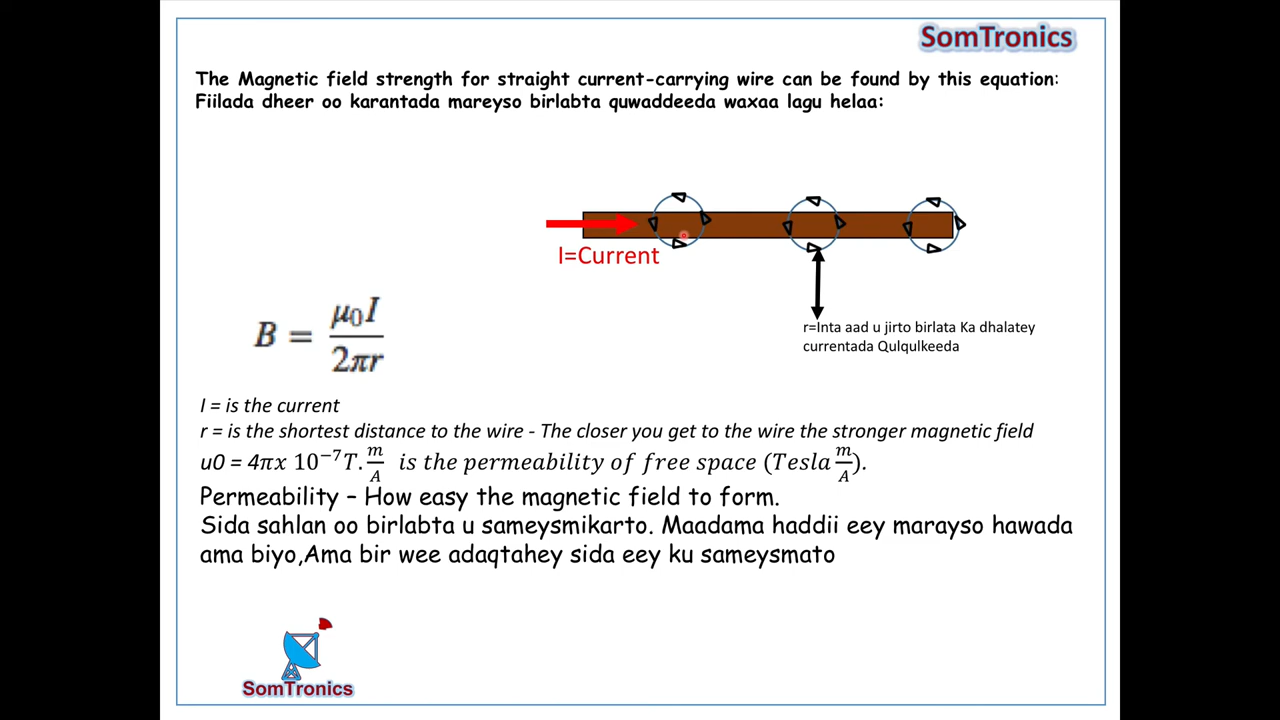 SomTronics
The Magnetic field strength for straight current-carrying wire can be found by this equation:
Fiilada dheer oo karantada mareyso birlabta quwaddeeda waxaa lagu helaa:
I=Current
r=Inta aad u jirto birlata Ka dhalatey
currentada Qulqulkeeda
B = μ₀I / 2πr
I = is the current
r = is the shortest distance to the wire - The closer you get to the wire the stronger magnetic field
u0 = 4πx 10⁻⁷T.m/A is the permeability of free space (Tesla m/A).
Permeability – How easy the magnetic field to form.
Sida sahlan oo birlabta u sameysmikarto. Maadama haddii eey marayso hawada
ama biyo,Ama bir wee adaqtahey sida eey ku sameysmato
SomTronics